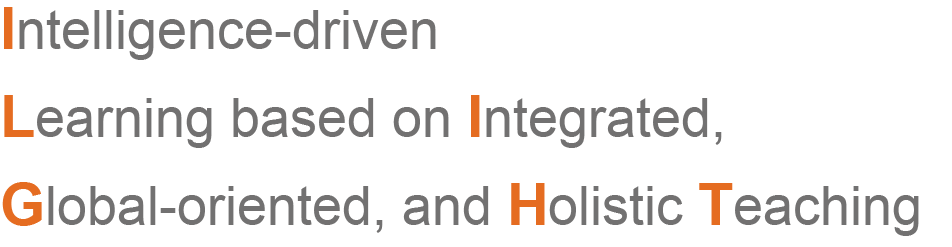 Intelligence-driven
Learning based on Integrated,
Global-oriented, and Holistic Teaching